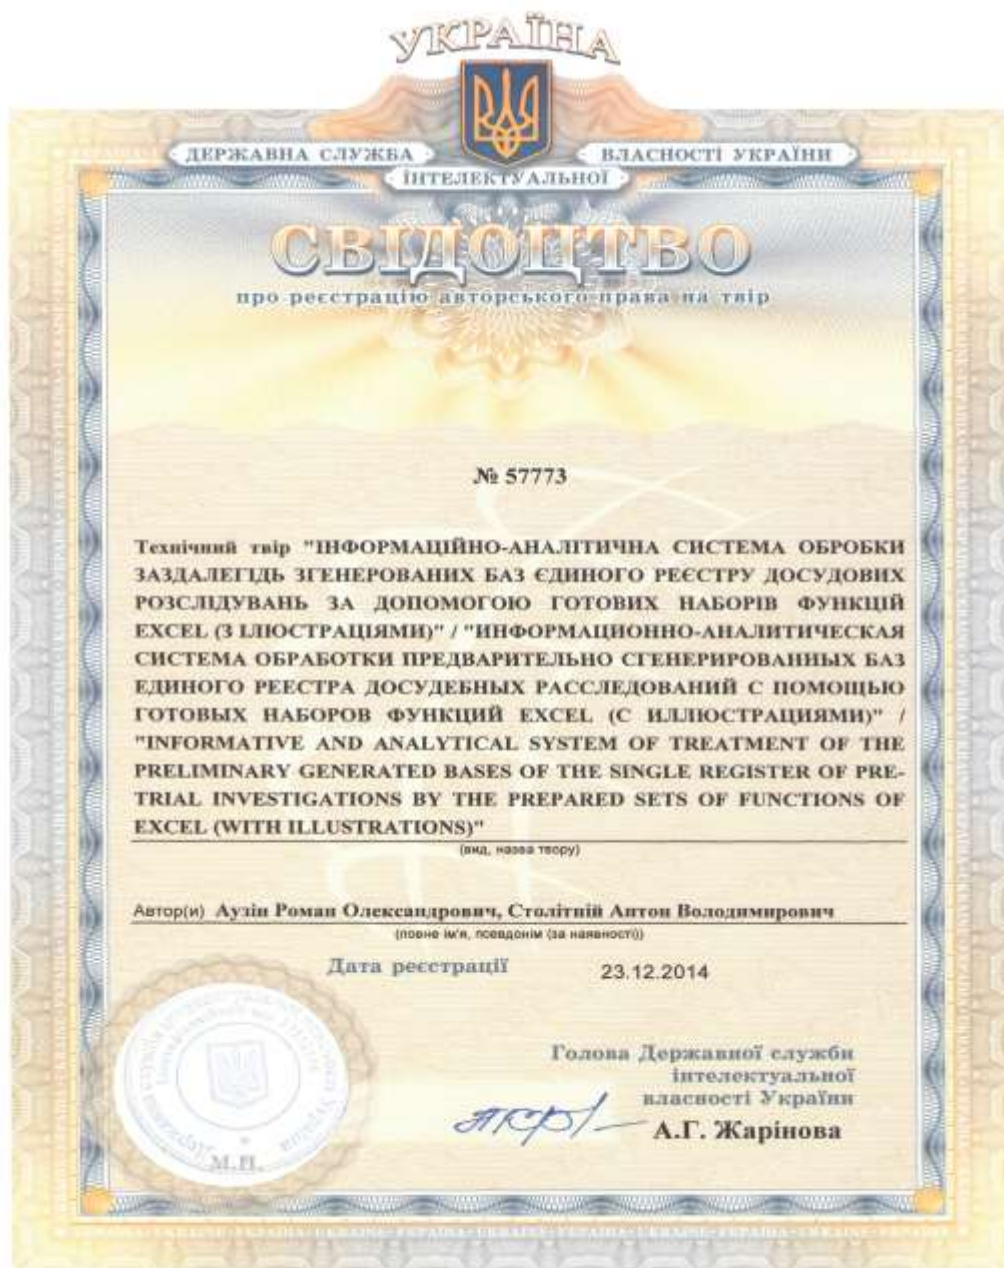 УКРАЇНА
ДЕРЖАВНА СЛУЖБА
ІНТЕЛЕКТУАЛЬНОЇ
ВЛАСНОСТІ УКРАЇНИ
СВІДОЦТВО
про реєстрацію авторського права на твір
№ 57773
Технічний твір "ІНФОРМАЦІЙНО-АНАЛІТИЧНА СИСТЕМА ОБРОБКИ
ЗАЗДАЛЕГІДЬ ЗГЕНЕРОВАНИХ БАЗ ЄДИНОГО РЕЄСТРУ ДОСУДОВИХ
РОЗСЛІДУВАНЬ ЗА ДОПОМОГОЮ ГОТОВИХ НАБОРІВ ФУНКЦІЙ
EXCEL (З ІЛЮСТРАЦІЯМИ)" / "ИНФОРМАЦИОННО-АНАЛИТИЧЕСКАЯ
СИСТЕМА ОБРАБОТКИ ПРЕДВАРИТЕЛЬНО СГЕНЕРИРОВАННЫХ БАЗ
ЕДИНОГО РЕЕСТРА ДОСУДЕБНЫХ РАССЛЕДОВАНИЙ С ПОМОЩЬЮ
ГОТОВЫХ НАБОРОВ ФУНКЦИЙ EXCEL (С ИЛЛЮСТРАЦИЯМИ)" /
"INFORMATIVE AND ANALYTICAL SYSTEM OF TREATMENT OF THE
PRELIMINARY GENERATED BASES OF THE SINGLE REGISTER OF PRE-
TRIAL INVESTIGATIONS BY THE PREPARED SETS OF FUNCTIONS OF
EXCEL (WITH ILLUSTRATIONS)"
(вид, назва твору)
Автор(и) Аузін Роман Олександрович, Столітній Антон Володимирович
(повне ім'я, псевдонім (за наявності))
Дата реєстрації 23.12.2014
Голова Державної служби
інтелектуальної
власності України
А.Г. Жарінова
М.П.